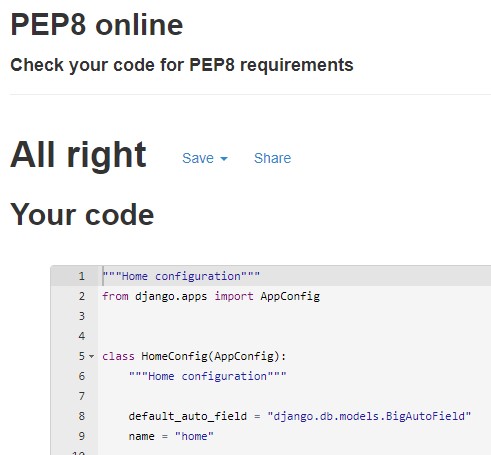 PEP8 online
Check your code for PEP8 requirements
All right Save Share
Your code
1 """Home configuration"""
2 from django.apps import AppConfig
3
4
5 class HomeConfig(AppConfig):
6 """Home configuration"""
7
8 default_auto_field = "django.db.models.BigAutoField"
9 name = "home"